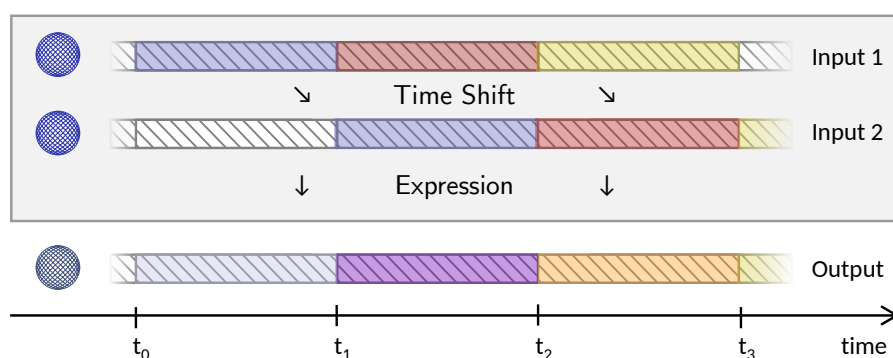 Input 1
↘ Time Shift ↘
Input 2
↓ Expression ↓
Output
t₀ t₁ t₂ t₃ time